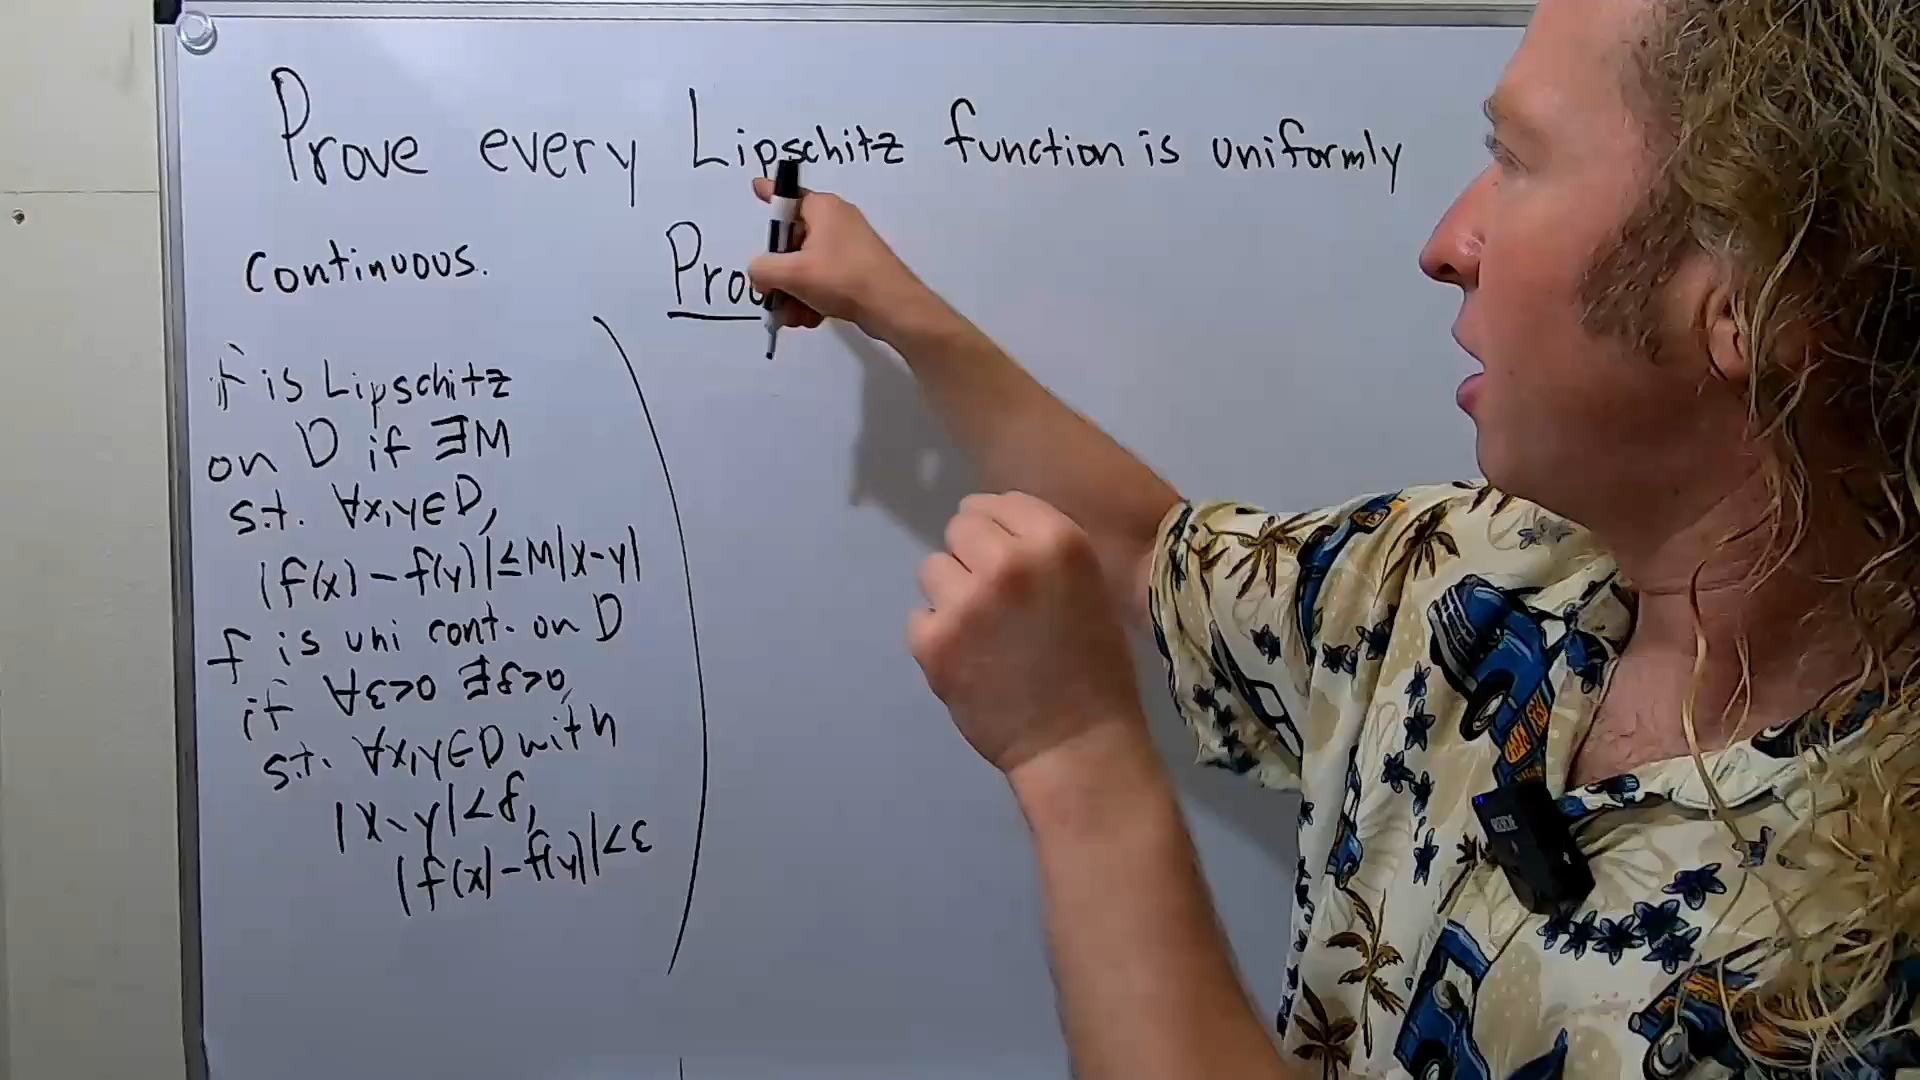 Prove every Lipschitz function is uniformly
continuous.
f is Lipschitz
on D if ∃M
s.t. ∀x,y∈D,
|f(x)-f(y)|≤M|x-y|
f is uni cont. on D
if ∀ε>0 ∃δ>0,
s.t. ∀x,y∈D with
|x-y|<δ,
|f(x)-f(y)|<ε